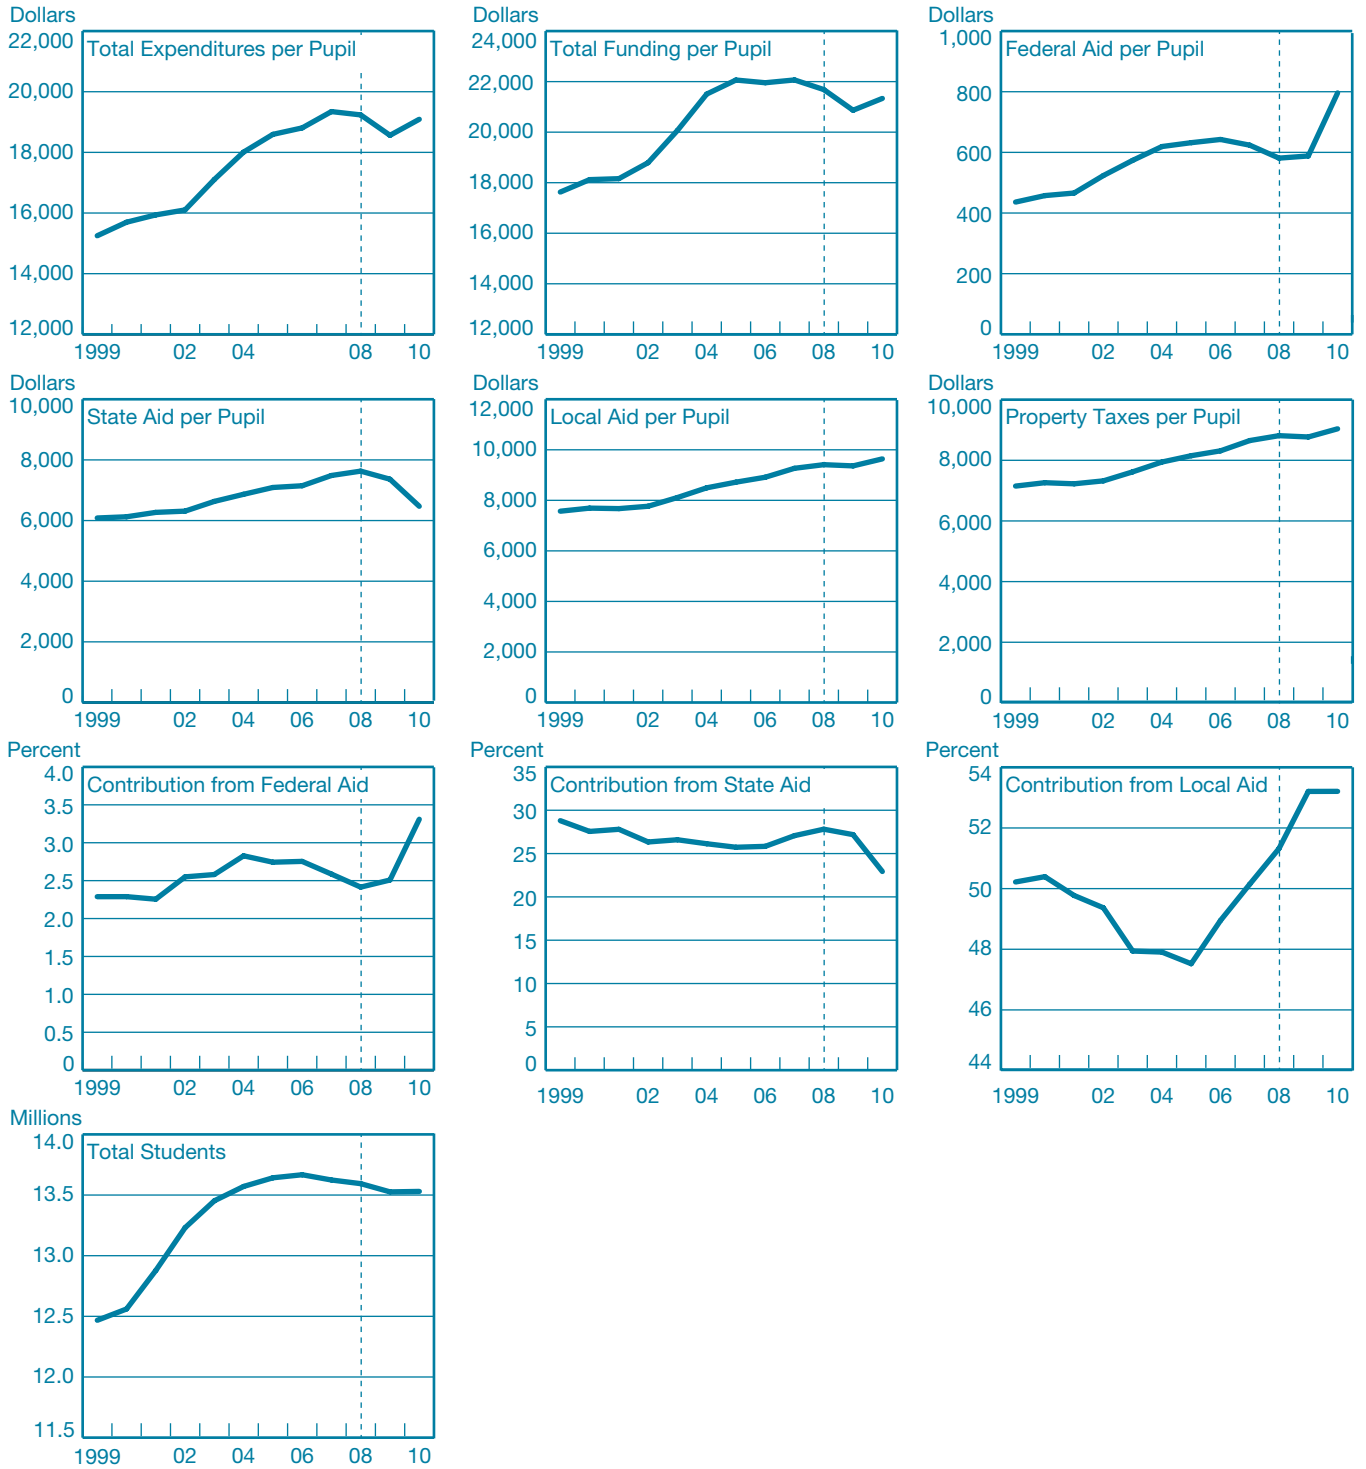 Dollars
22,000
Total Expenditures per Pupil
20,000
18,000
16,000
14,000
12,000
1999 02 04 08 10
Dollars
24,000
Total Funding per Pupil
22,000
20,000
18,000
16,000
14,000
12,000
1999 02 04 06 08 10
Dollars
1,000
Federal Aid per Pupil
800
600
400
200
0
1999 02 04 06 08 10
Dollars
10,000
State Aid per Pupil
8,000
6,000
4,000
2,000
0
1999 02 04 06 08 10
Dollars
12,000
Local Aid per Pupil
10,000
8,000
6,000
4,000
2,000
0
1999 02 04 06 08 10
Dollars
10,000
Property Taxes per Pupil
8,000
6,000
4,000
2,000
0
1999 02 04 06 08 10
Percent
4.0
Contribution from Federal Aid
3.5
3.0
2.5
2.0
1.5
1.0
0.5
0
1999 02 04 06 08 10
Percent
35
Contribution from State Aid
30
25
20
15
10
5
0
1999 02 04 06 08 10
Percent
54
Contribution from Local Aid
52
50
48
46
44
1999 02 04 06 08 10
Millions
14.0
Total Students
13.5
13.0
12.5
12.0
11.5
1999 02 04 06 08 10